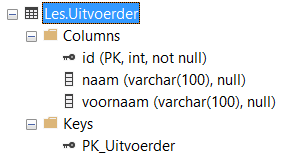 Les.Uitvoerder
Columns
id (PK, int, not null)
naam (varchar(100), null)
voornaam (varchar(100), null)
Keys
PK_Uitvoerder